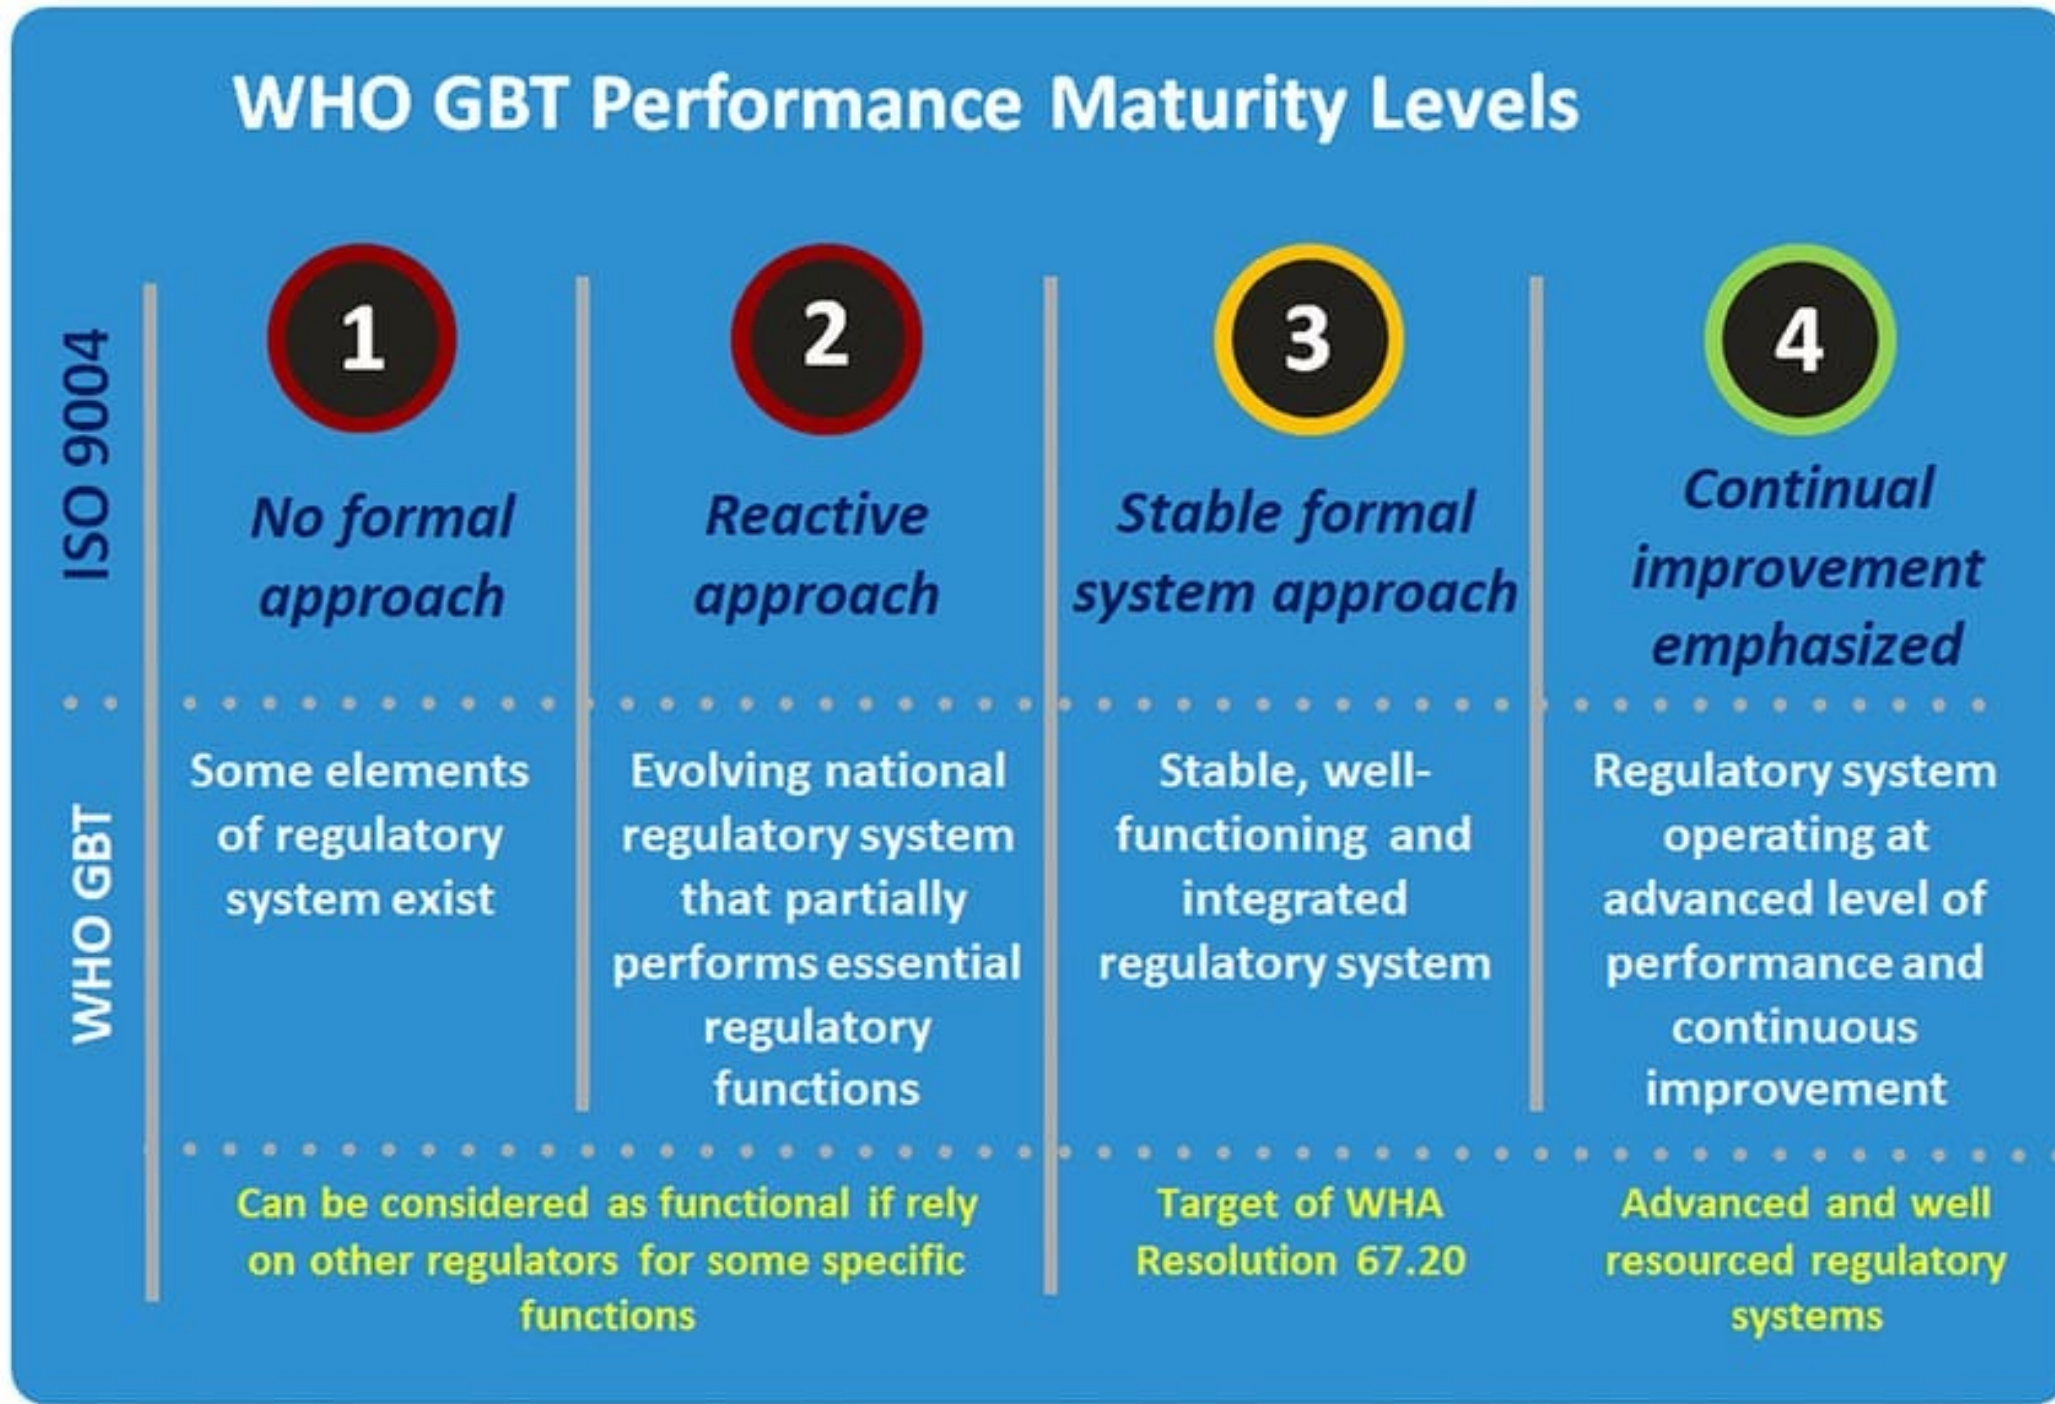 WHO GBT Performance Maturity Levels
ISO 9004
1
No formal
approach
2
Reactive
approach
3
Stable formal
system approach
4
Continual
improvement
emphasized
WHO GBT
Some elements
of regulatory
system exist
Evolving national
regulatory system
that partially
performs essential
regulatory
functions
Stable, well-
functioning and
integrated
regulatory system
Regulatory system
operating at
advanced level of
performance and
continuous
improvement
Can be considered as functional if rely
on other regulators for some specific
functions
Target of WHA
Resolution 67.20
Advanced and well
resourced regulatory
systems